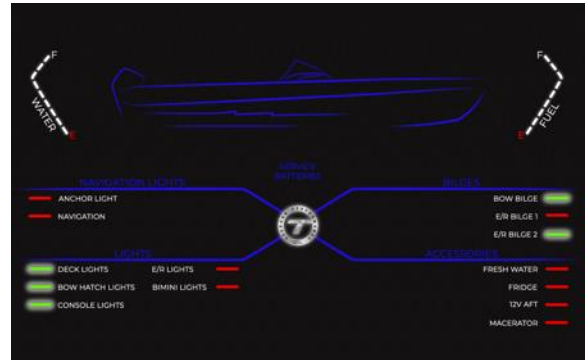 F
WATER
E
F
FUEL
E
SERVICE
BATTERIES
NAVIGATION LIGHTS
ANCHOR LIGHT
NAVIGATION
BILGES
BOW BILGE
E/R BILGE 1
E/R BILGE 2
LIGHTS
DECK LIGHTS
BOW HATCH LIGHTS
CONSOLE LIGHTS
E/R LIGHTS
BIMINI LIGHTS
ACCESSORIES
FRESH WATER
FRIDGE
12V AFT
MACERATOR